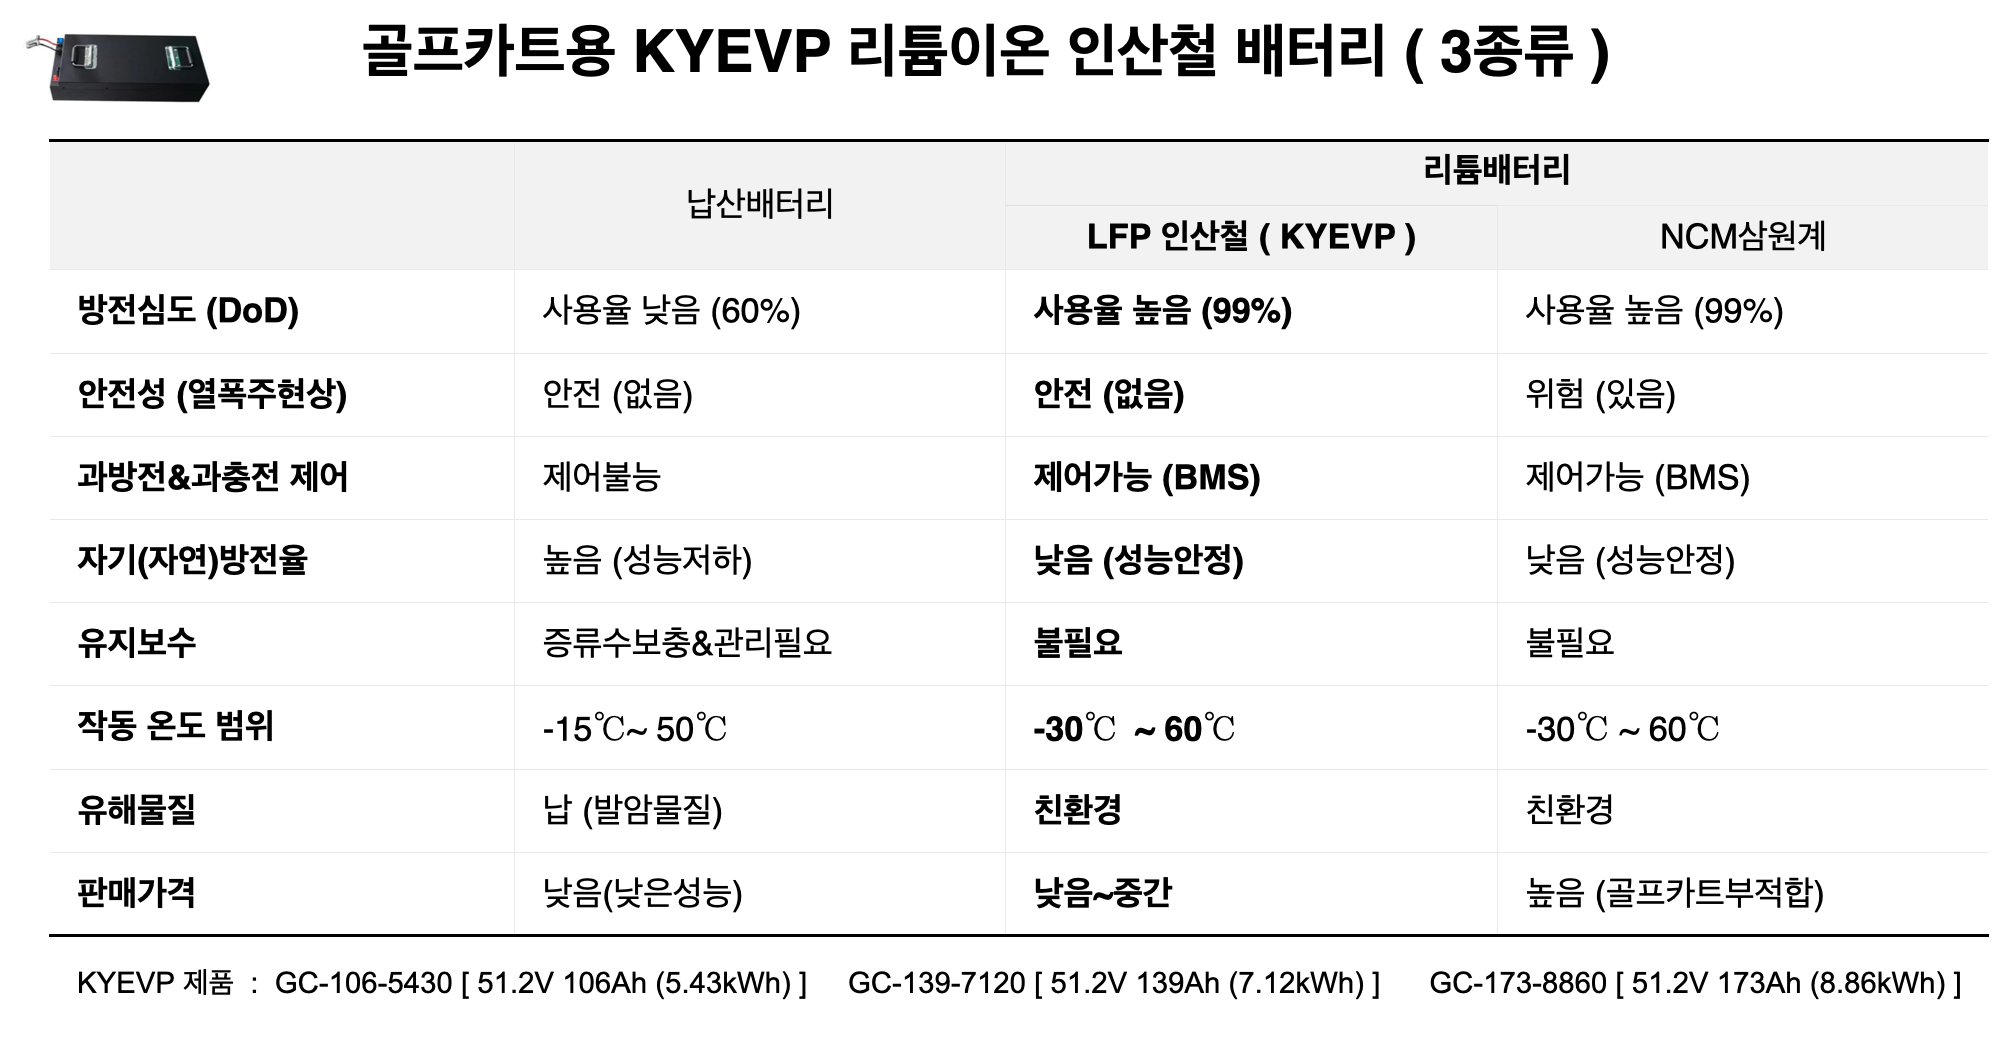 골프카트용 KYEVP 리튬이온 인산철 배터리 ( 3종류 )
납산배터리 리튬배터리
LFP 인산철 ( KYEVP ) NCM삼원계
방전심도 (DoD) 사용율 낮음 (60%) 사용율 높음 (99%) 사용율 높음 (99%)
안전성 (열폭주현상) 안전 (없음) 안전 (없음) 위험 (있음)
과방전&과충전 제어 제어불능 제어가능 (BMS) 제어가능 (BMS)
자기(자연)방전율 높음 (성능저하) 낮음 (성능안정) 낮음 (성능안정)
유지보수 증류수보충&관리필요 불필요 불필요
작동 온도 범위 -15℃~ 50℃ -30℃ ~ 60℃ -30℃ ~ 60℃
유해물질 납 (발암물질) 친환경 친환경
판매가격 낮음(낮은성능) 낮음~중간 높음 (골프카트부적합)
KYEVP 제품 : GC-106-5430 [ 51.2V 106Ah (5.43kWh) ] GC-139-7120 [ 51.2V 139Ah (7.12kWh) ] GC-173-8860 [ 51.2V 173Ah (8.86kWh) ]